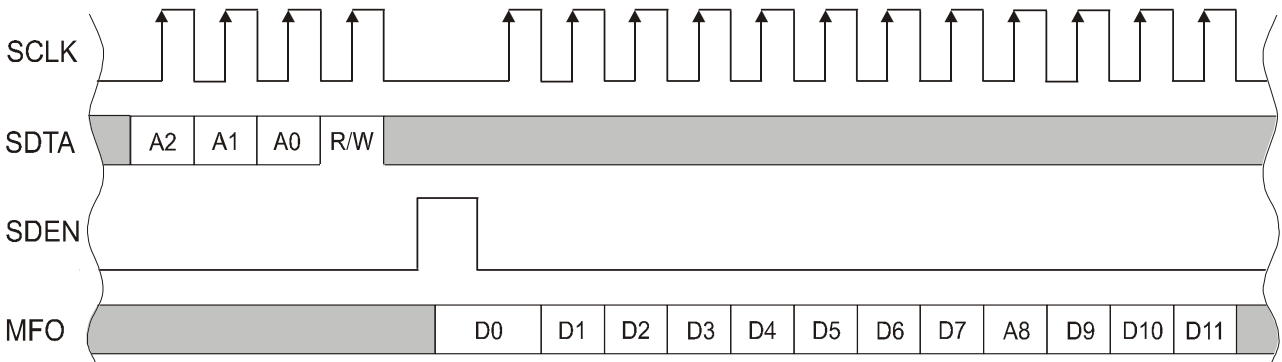 SCLK
SDTA A2 A1 A0 R/W
SDEN
MFO D0 D1 D2 D3 D4 D5 D6 D7 A8 D9 D10 D11